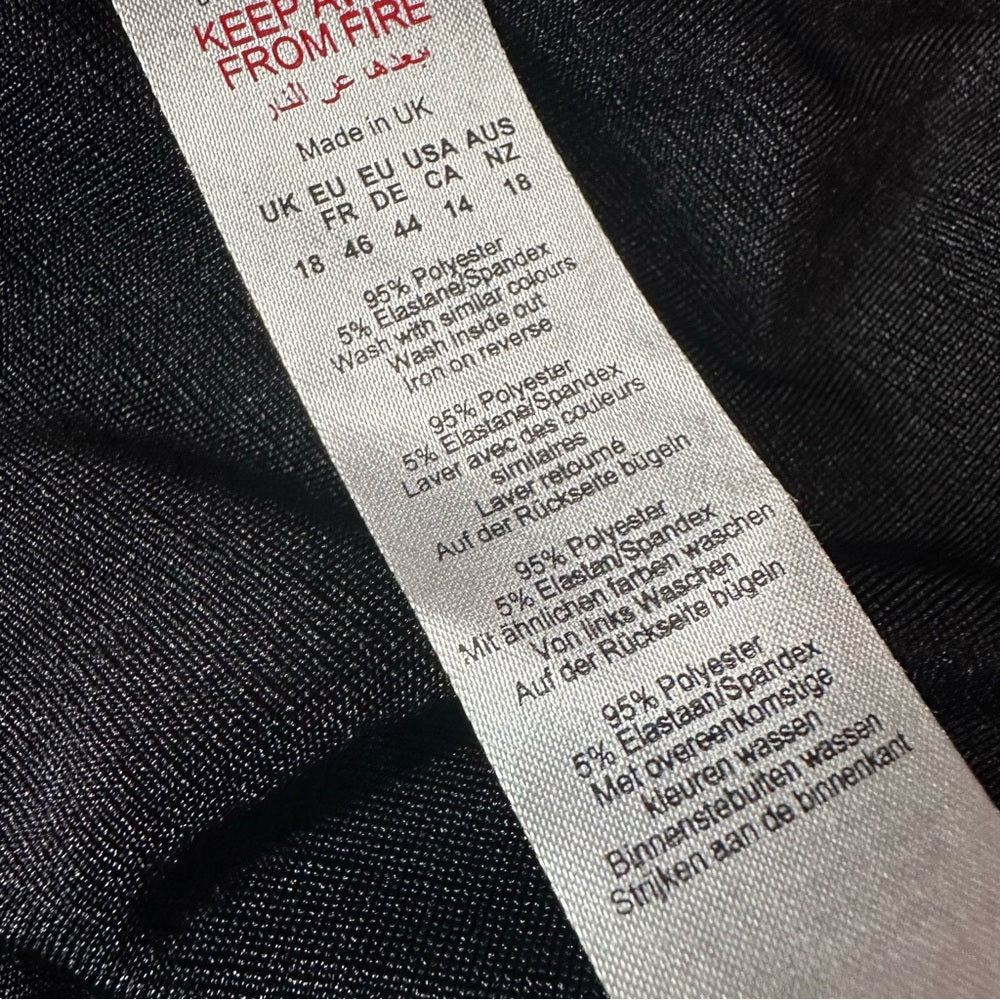 KEEP
FROM FIRE
Made in UK
UK EU EU USA AUS
FR DE CA NZ
18 46 44 14 18
95% Polyester
5% Elastane/Spandex
Wash with similar colours
Wash Inside out
Iron on reverse
95% Polyester
5% Elastane/Spandex
Laver avec des couleurs
similaires
Laver retourné
Auf der Rückseite bügeln
95% Polyester
5% Elastan/Spandex
Mit ähnlichen farben waschen
Von links Waschen
Auf der Rückseite bügeln
95% Polyester
5% Elastaan/Spandex
Met overeenkomstige
kleuren wassen
Binnenstebuiten wassen
Strijken aan de binnenkant